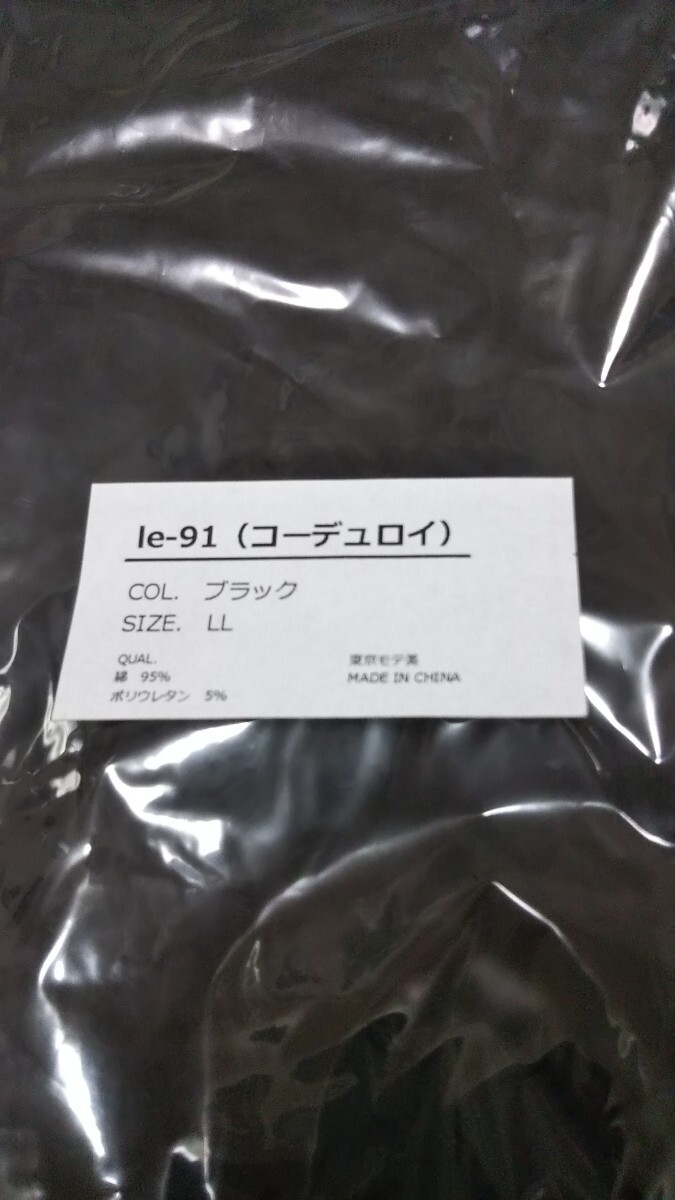 le-91（コーデュロイ）
COL. ブラック
SIZE. LL
QUAL.
綿 95%
ポリウレタン 5%
東京モテ美
MADE IN CHINA